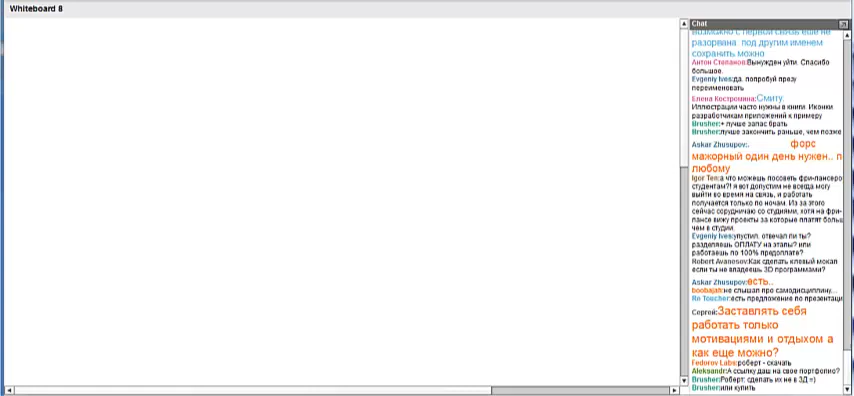 Whiteboard 8
Chat
возможно с первой связь еще не
разорвана под другим именем
сохранить можно
Антон Степанов:Вынужден уйти. Спасибо
большое.
Evgeniy Ives:да, попробуй презу
переименовать
Елена Костромина:Смиту.
Иллюстрации часто нужны в книги. Иконки
разработчикам приложений к примеру
Brusher:+ лучше запас брать
Brusher:лучше закончить раньше, чем позже
Askar Zhusupov:. форс
мажорный один день нужен.. п
любому
Igor Ten:а что можешь посоветь фри-лансеро
студентам?! я вот допустим не всегда могу
выйти во время на связь, и работать
получается только по ночам. Из за этого
сейчас сорудничаю со студиями, хотя на фри-
лансе вижу проекты за которые платят больш
чем в студии.
Evgeniy Ives:упустил, отвечал ли ты?
разделяешь ОПЛАТУ на этапы? или
работаешь по 100% предоплате?
Robert Avanesov:Как сделать клевый мокап
если ты не владеешь 3D программами?
Askar Zhusupov:есть..
boobajah:не слышал про самодисциплину...
Re Toucher:есть предложение по презентаци
Сергой:Заставлять себя
работать только
мотивациями и отдыхом а
как еще можно?
Fedorov Labs:роберт - скачать
Aleksandr:А ссылку даш на свое портфолио?
Brusher:Роберт: сделать их не в 3Д =)
Brusher:или купить